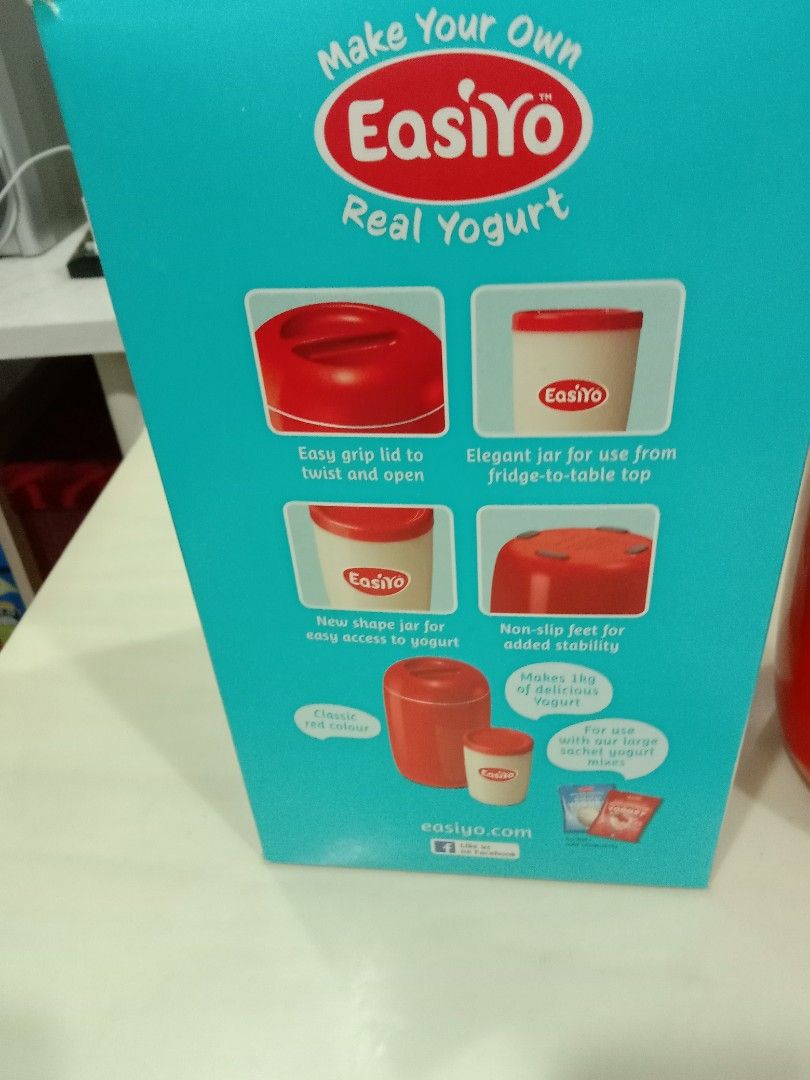 Make Your Own
EasiYo™
Real Yogurt
EasiYo
Easy grip lid to
twist and open
Elegant jar for use from
fridge-to-table top
EasiYo
New shape jar for
easy access to yogurt
Non-slip feet for
added stability
Classic
red colour
Makes 1kg
of delicious
Yogurt
For use
with our large
sachet yogurt
mixes
EasiYo
YOGURT
easiyo.com
f
Like us
on Facebook